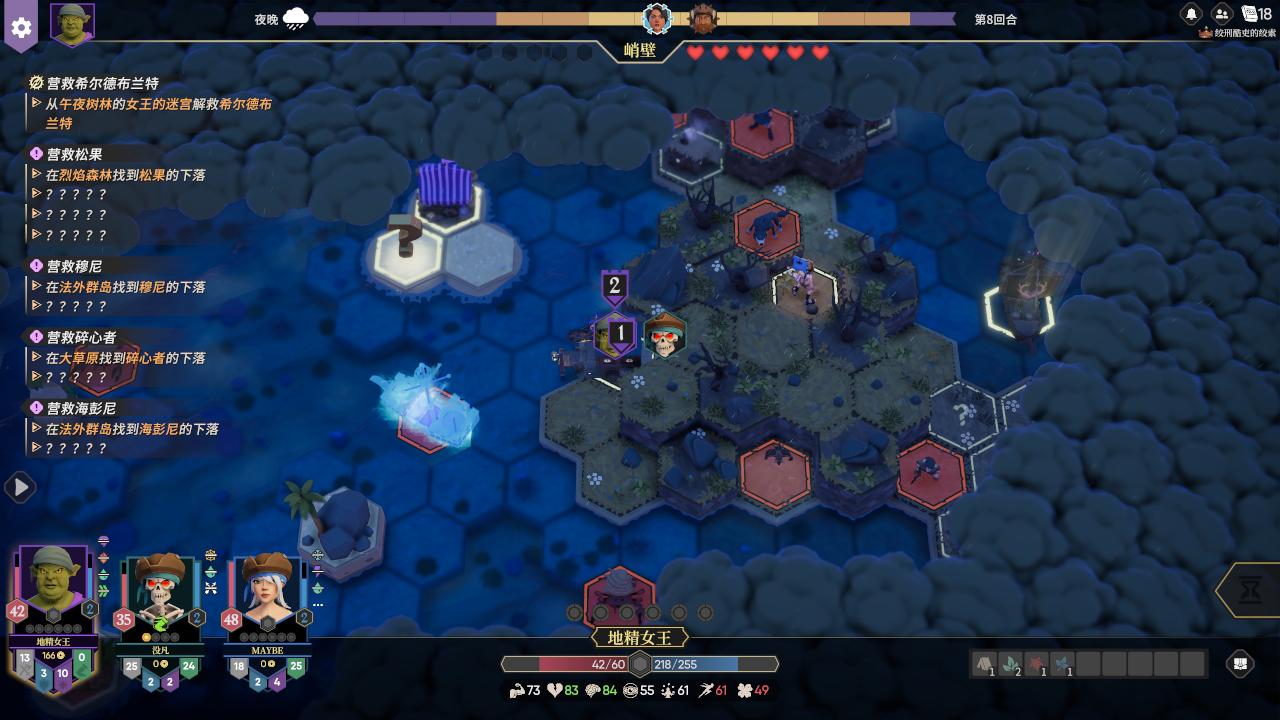 夜晚
第8回合
18
绞刑酷吏的绞索
峭壁
营救希尔德布兰特
从午夜树林的女王的迷宫解救希尔德布
兰特
营救松果
在烈焰森林找到松果的下落
? ? ? ? ?
? ? ? ? ?
? ? ? ? ?
营救穆尼
在法外群岛找到穆尼的下落
? ? ? ? ?
营救碎心者
在大草原找到碎心者的下落
? ? ? ? ?
营救海彭尼
在法外群岛找到海彭尼的下落
? ? ? ? ?
2
1
?
42
2
地精女王
166
13
3
10
0
35
2
没凡
0
25
2
2
24
48
2
MAYBE
0
18
2
4
25
地精女王
42/60
218/255
73
83
84
55
61
61
49
1
2
1
1